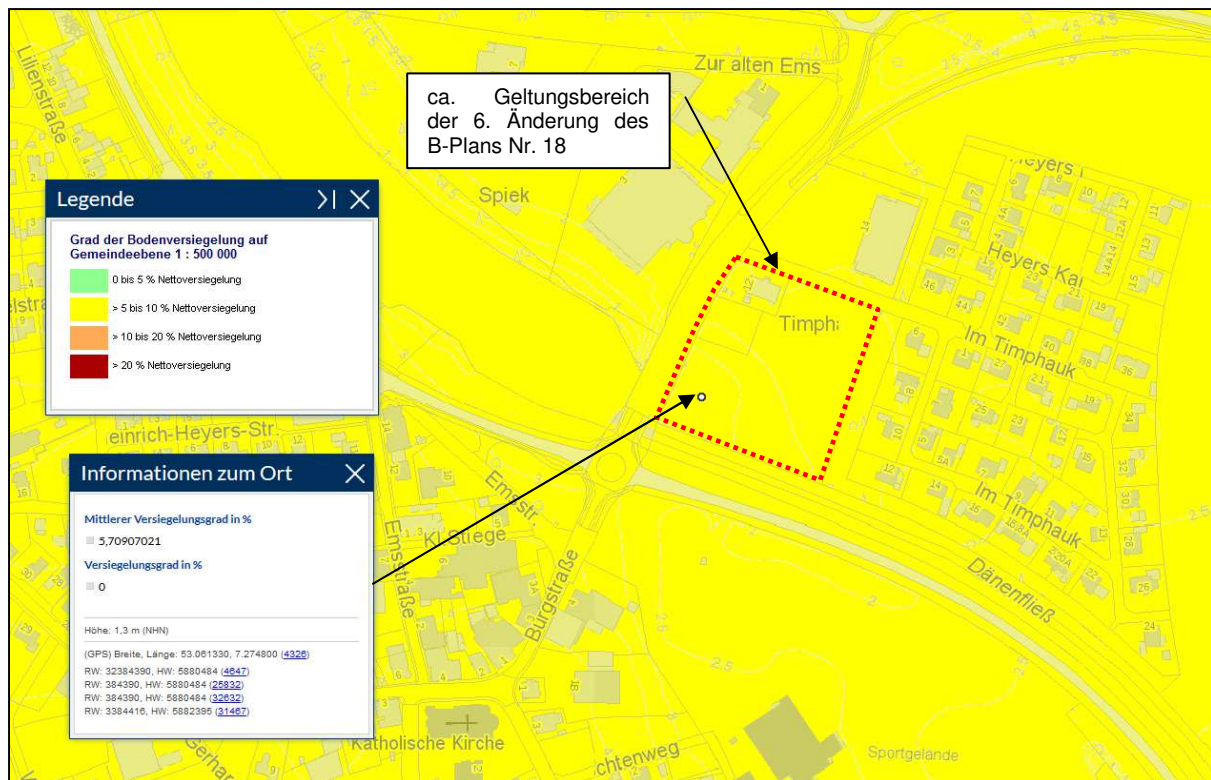 Lilienstraße
Zur alten Ems
ca. Geltungsbereich
der 6. Änderung des
B-Plans Nr. 18
Spiek
Legende
Grad der Bodenversiegelung auf
Gemeindeebene 1 : 500 000
0 bis 5 % Nettoversiegelung
> 5 bis 10 % Nettoversiegelung
> 10 bis 20 % Nettoversiegelung
> 20 % Nettoversiegelung
Heyers Kar
Timph
Im Timphauk
einrich-Heyers-Str.
Informationen zum Ort
Mittlerer Versiegelungsgrad in %
5,70907021
Versiegelungsgrad in %
0
Höhe: 1,3 m (NHN)
(GPS) Breite, Länge: 53.061330, 7.274800 (4326)
RW: 32384390, HW: 5880484 (4647)
RW: 384390, HW: 5880484 (25832)
RW: 384390, HW: 5880484 (32632)
RW: 3384416, HW: 5882395 (31467)
Emsstr.
Kl Stiege
Emsstraße
Burgstraße
Im Timphauk
Dänenfließ
Katholische Kirche
chtenweg
Sportgelände
Gerhar